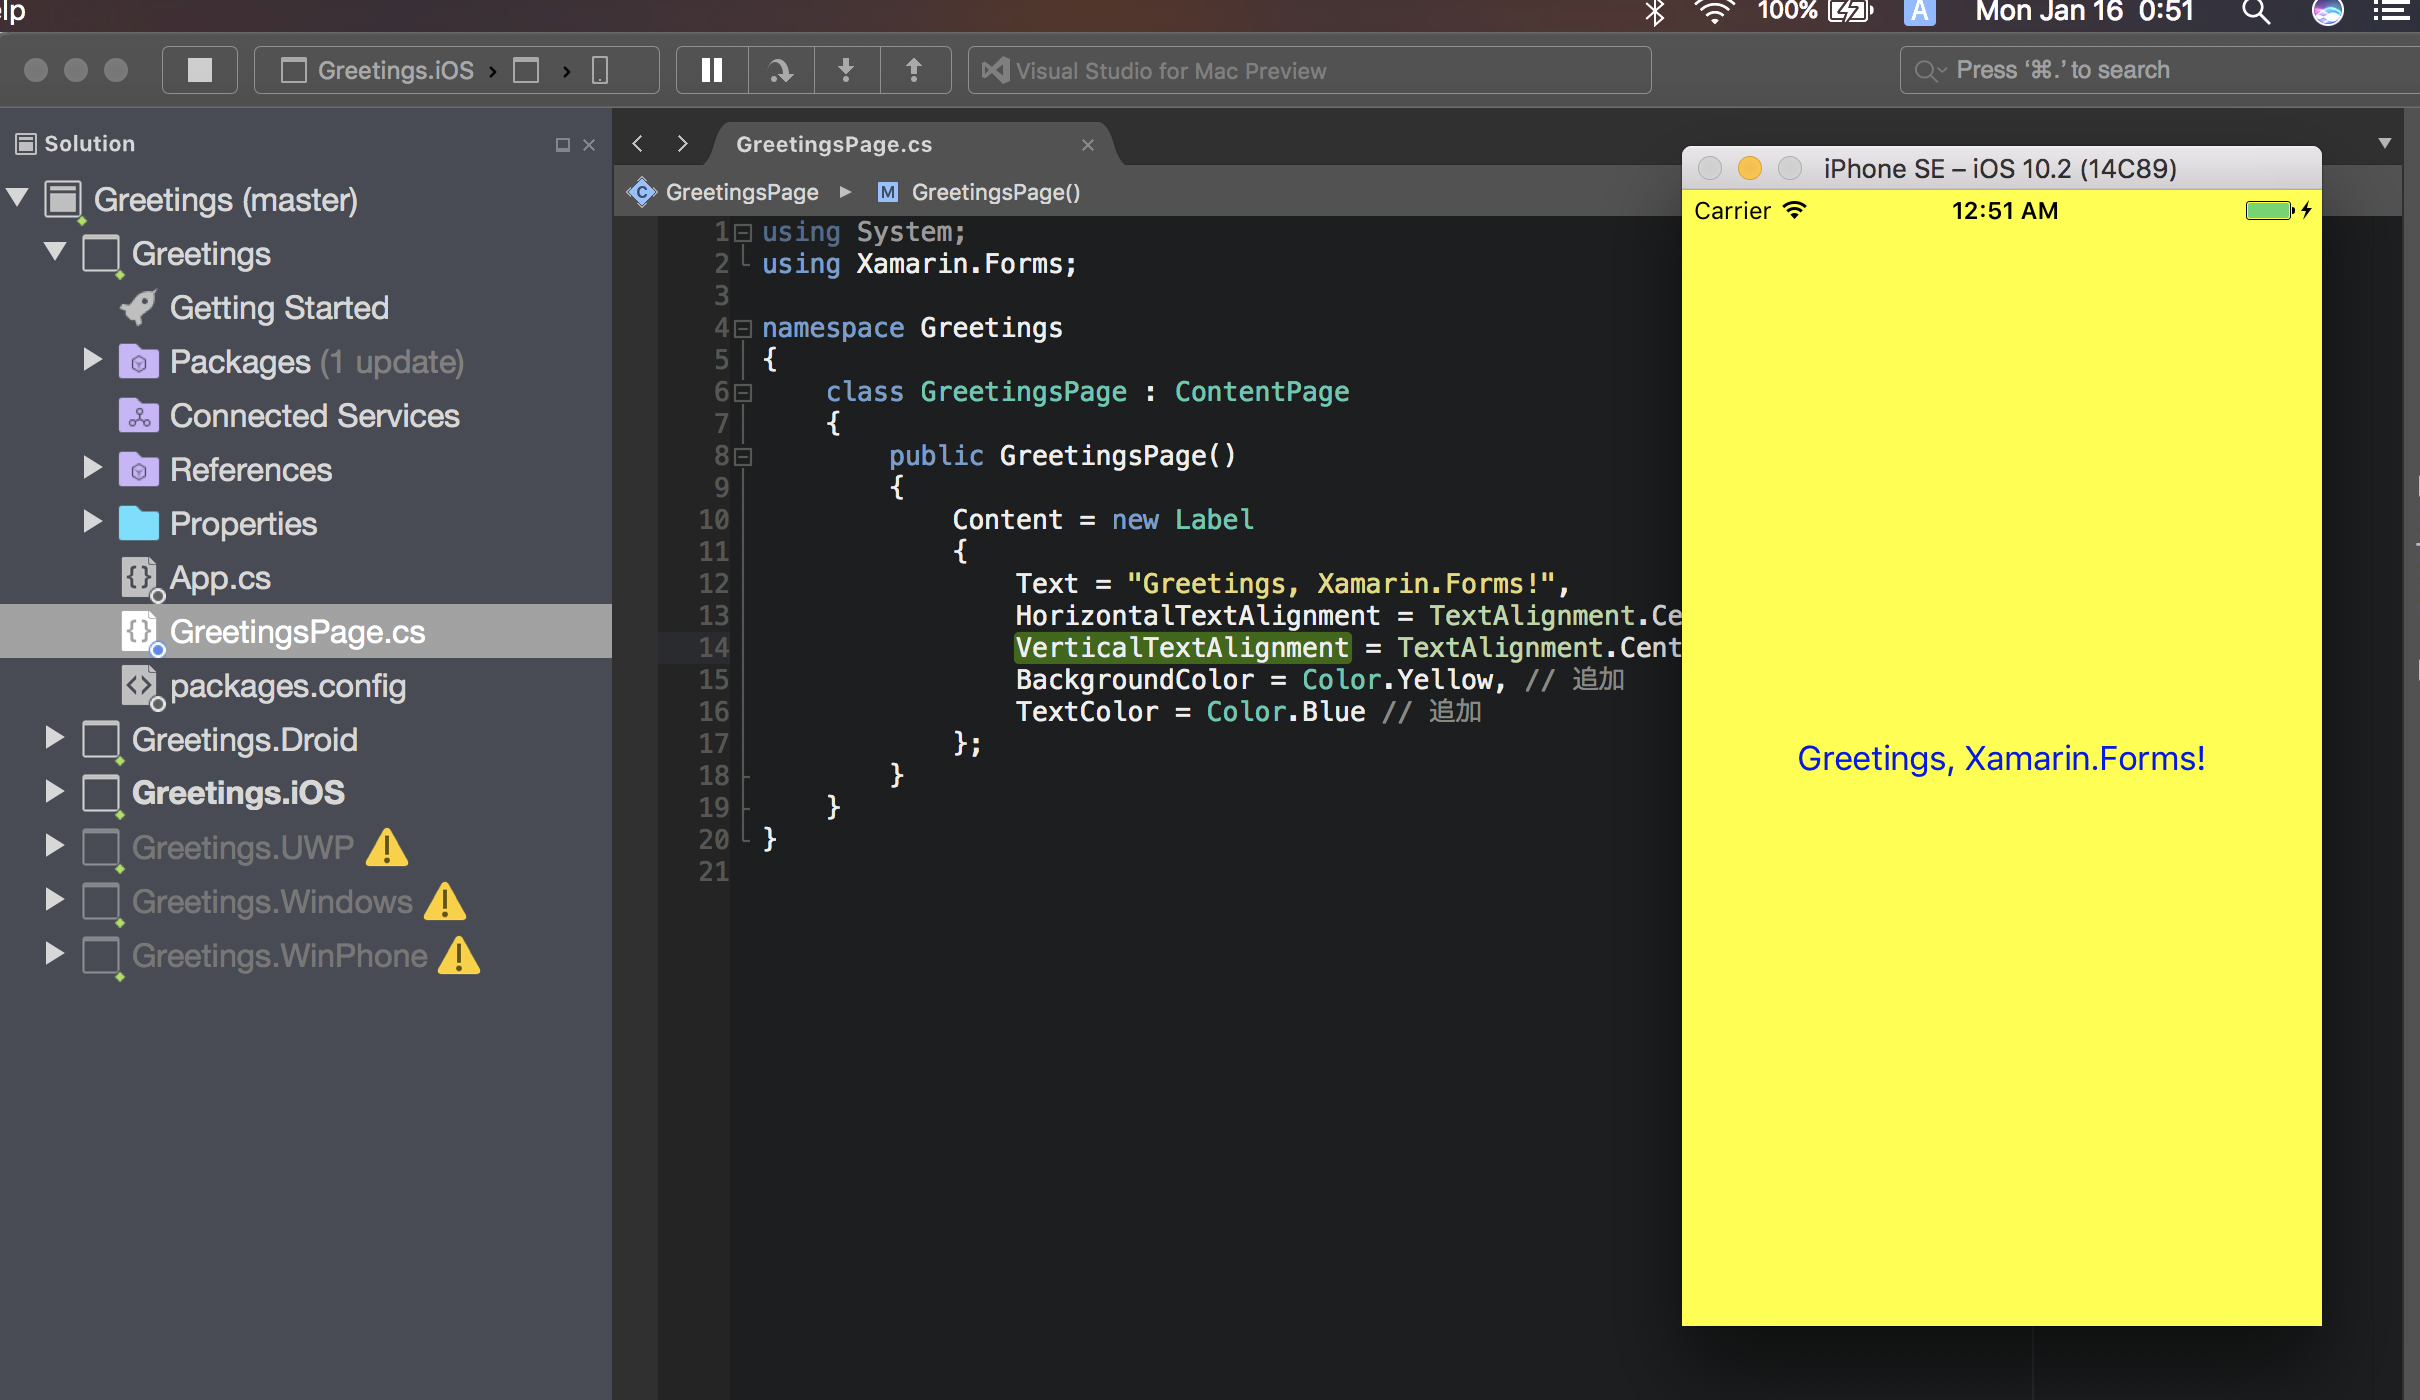 elp
100%
A
Mon Jan 16 0:51
Greetings.iOS
Visual Studio for Mac Preview
Press ‘⌘.’ to search
Solution
Greetings (master)
Greetings
Getting Started
Packages (1 update)
Connected Services
References
Properties
App.cs
GreetingsPage.cs
packages.config
Greetings.Droid
Greetings.iOS
Greetings.UWP
Greetings.Windows
Greetings.WinPhone
GreetingsPage.cs
C GreetingsPage M GreetingsPage()
1 using System;
2 using Xamarin.Forms;
3
4 namespace Greetings
5 {
6 class GreetingsPage : ContentPage
7 {
8 public GreetingsPage()
9 {
10 Content = new Label
11 {
12 Text = "Greetings, Xamarin.Forms!",
13 HorizontalTextAlignment = TextAlignment.Ce
14 VerticalTextAlignment = TextAlignment.Cent
15 BackgroundColor = Color.Yellow, // 追加
16 TextColor = Color.Blue // 追加
17 };
18 }
19 }
20 }
21
iPhone SE – iOS 10.2 (14C89)
Carrier 12:51 AM
Greetings, Xamarin.Forms!